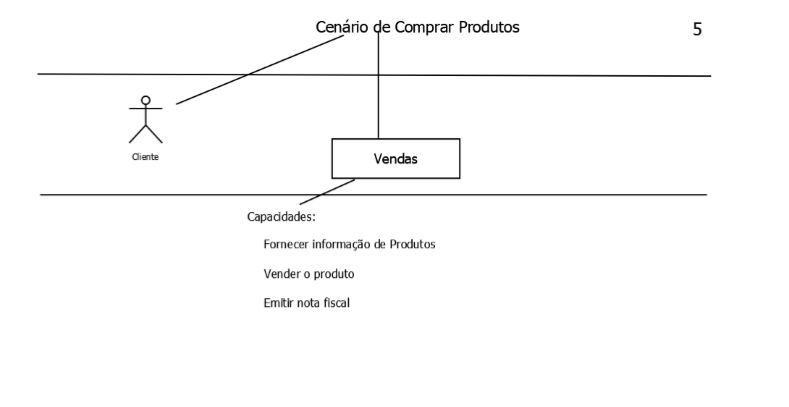 Cenário de Comprar Produtos
5
Cliente
Vendas
Capacidades:
Fornecer informação de Produtos
Vender o produto
Emitir nota fiscal